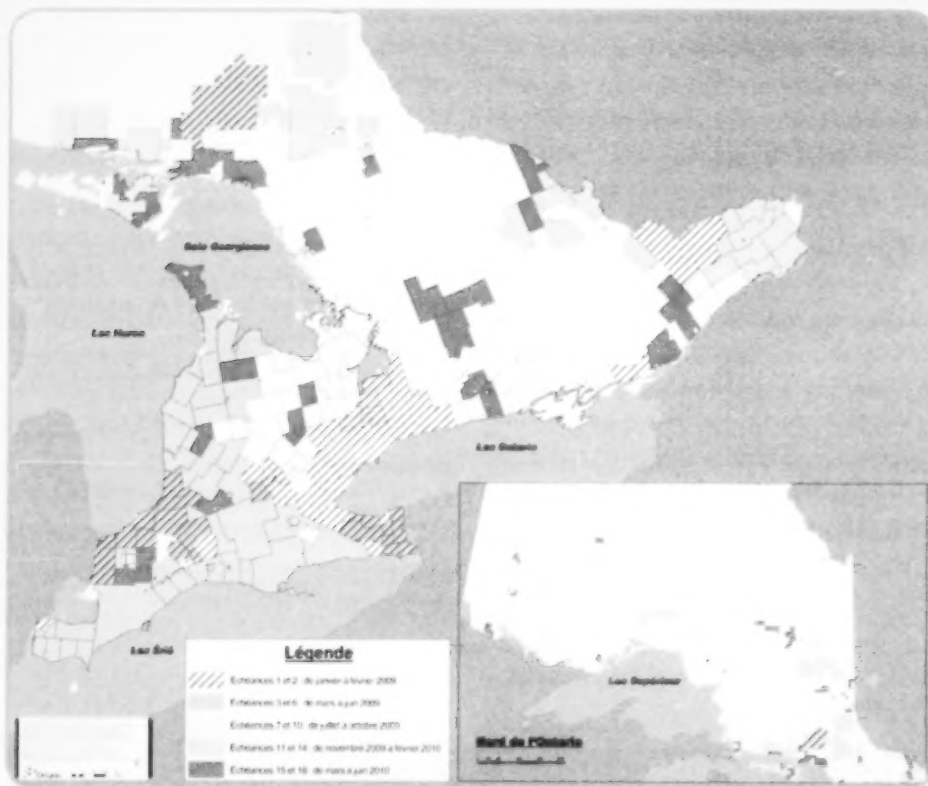 Baie Georgienne
Lac Huron
Lac Ontario
Lac Érié
Légende
Échéances 1 et 2 : de janvier à février 2009
Échéances 3 et 6 : de mars à juin 2009
Échéances 7 et 10 : de juillet à octobre 2009
Échéances 11 et 14 : de novembre 2009 à février 2010
Échéances 15 et 18 : de mars à juin 2010
Lac Supérieur
Nord de l'Ontario